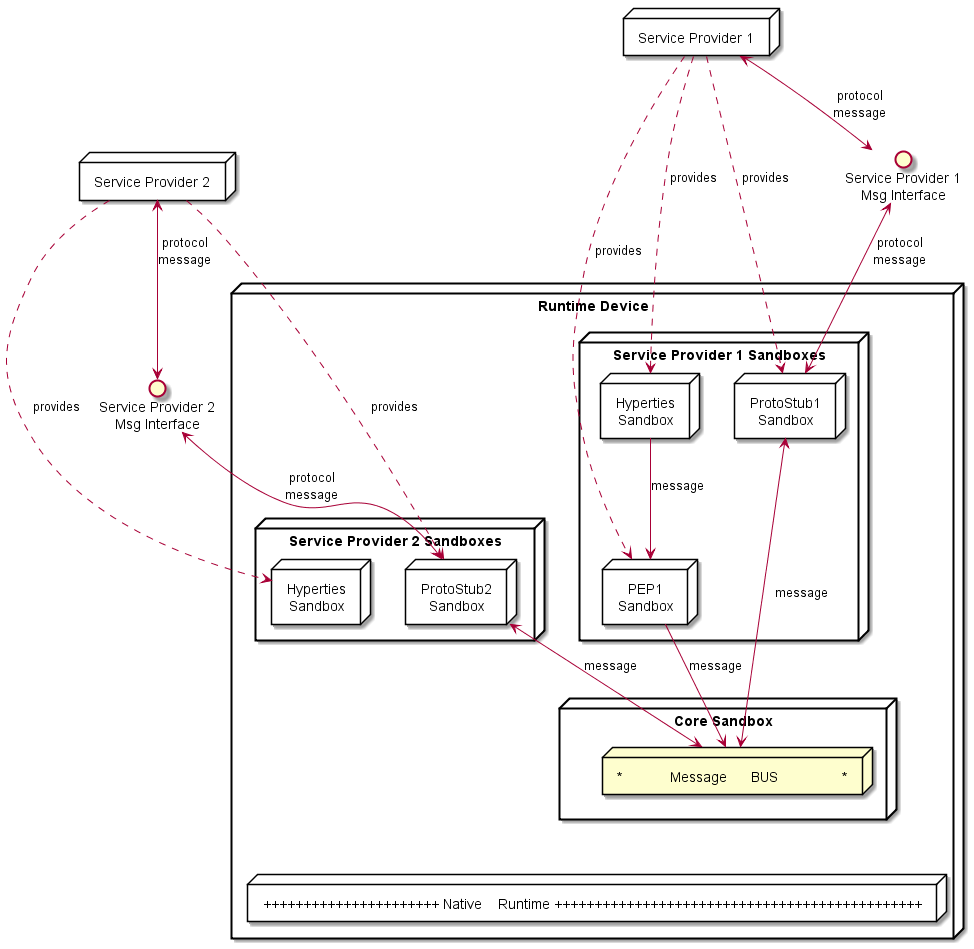 Service Provider 1
protocol
message
Service Provider 1
Msg Interface
Service Provider 2
provides
provides
provides
protocol
message
protocol
message
Runtime Device
Service Provider 1 Sandboxes
Hyperties
Sandbox
ProtoStub1
Sandbox
Service Provider 2
Msg Interface
provides
provides
protocol
message
message
Service Provider 2 Sandboxes
Hyperties
Sandbox
ProtoStub2
Sandbox
PEP1
Sandbox
message
message
message
Core Sandbox
* Message BUS *
++++++++++++++++++++++ Native Runtime ++++++++++++++++++++++++++++++++++++++++++++++